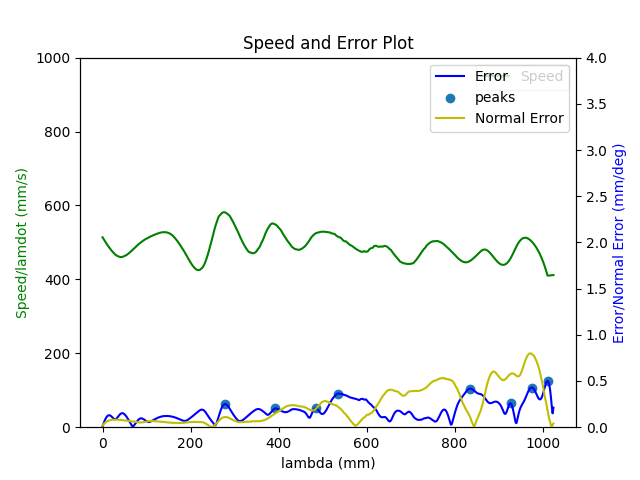 Speed and Error Plot
Speed/lamdot (mm/s)
1000
800
600
400
200
0
4.0
3.5
3.0
2.5
2.0
1.5
1.0
0.5
0.0
Error/Normal Error (mm/deg)
Error
Speed
peaks
Normal Error
0 200 400 600 800 1000
lambda (mm)